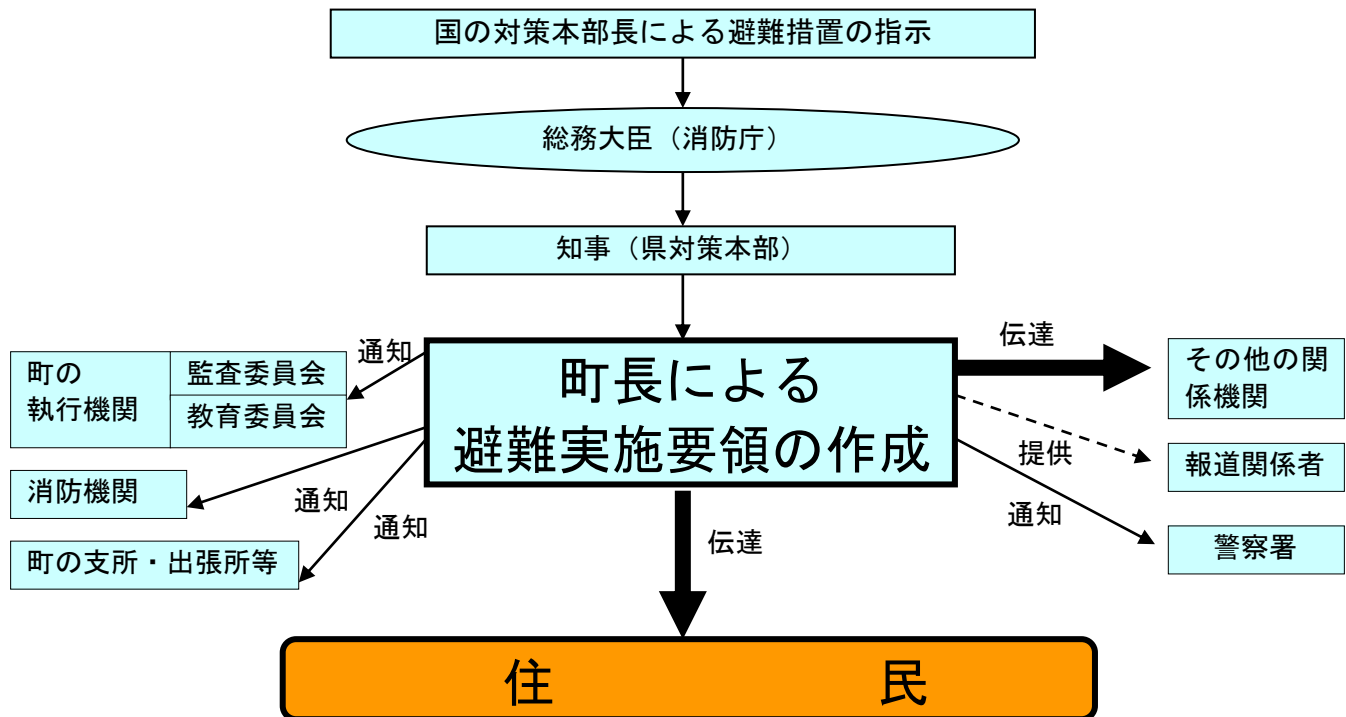 国の対策本部長による避難措置の指示
総務大臣（消防庁）
知事（県対策本部）
町長による
避難実施要領の作成
通知
町の
執行機関
監査委員会
教育委員会
通知
消防機関
通知
町の支所・出張所等
伝達
その他の関
係機関
提供
報道関係者
通知
警察署
伝達
住　　　　民